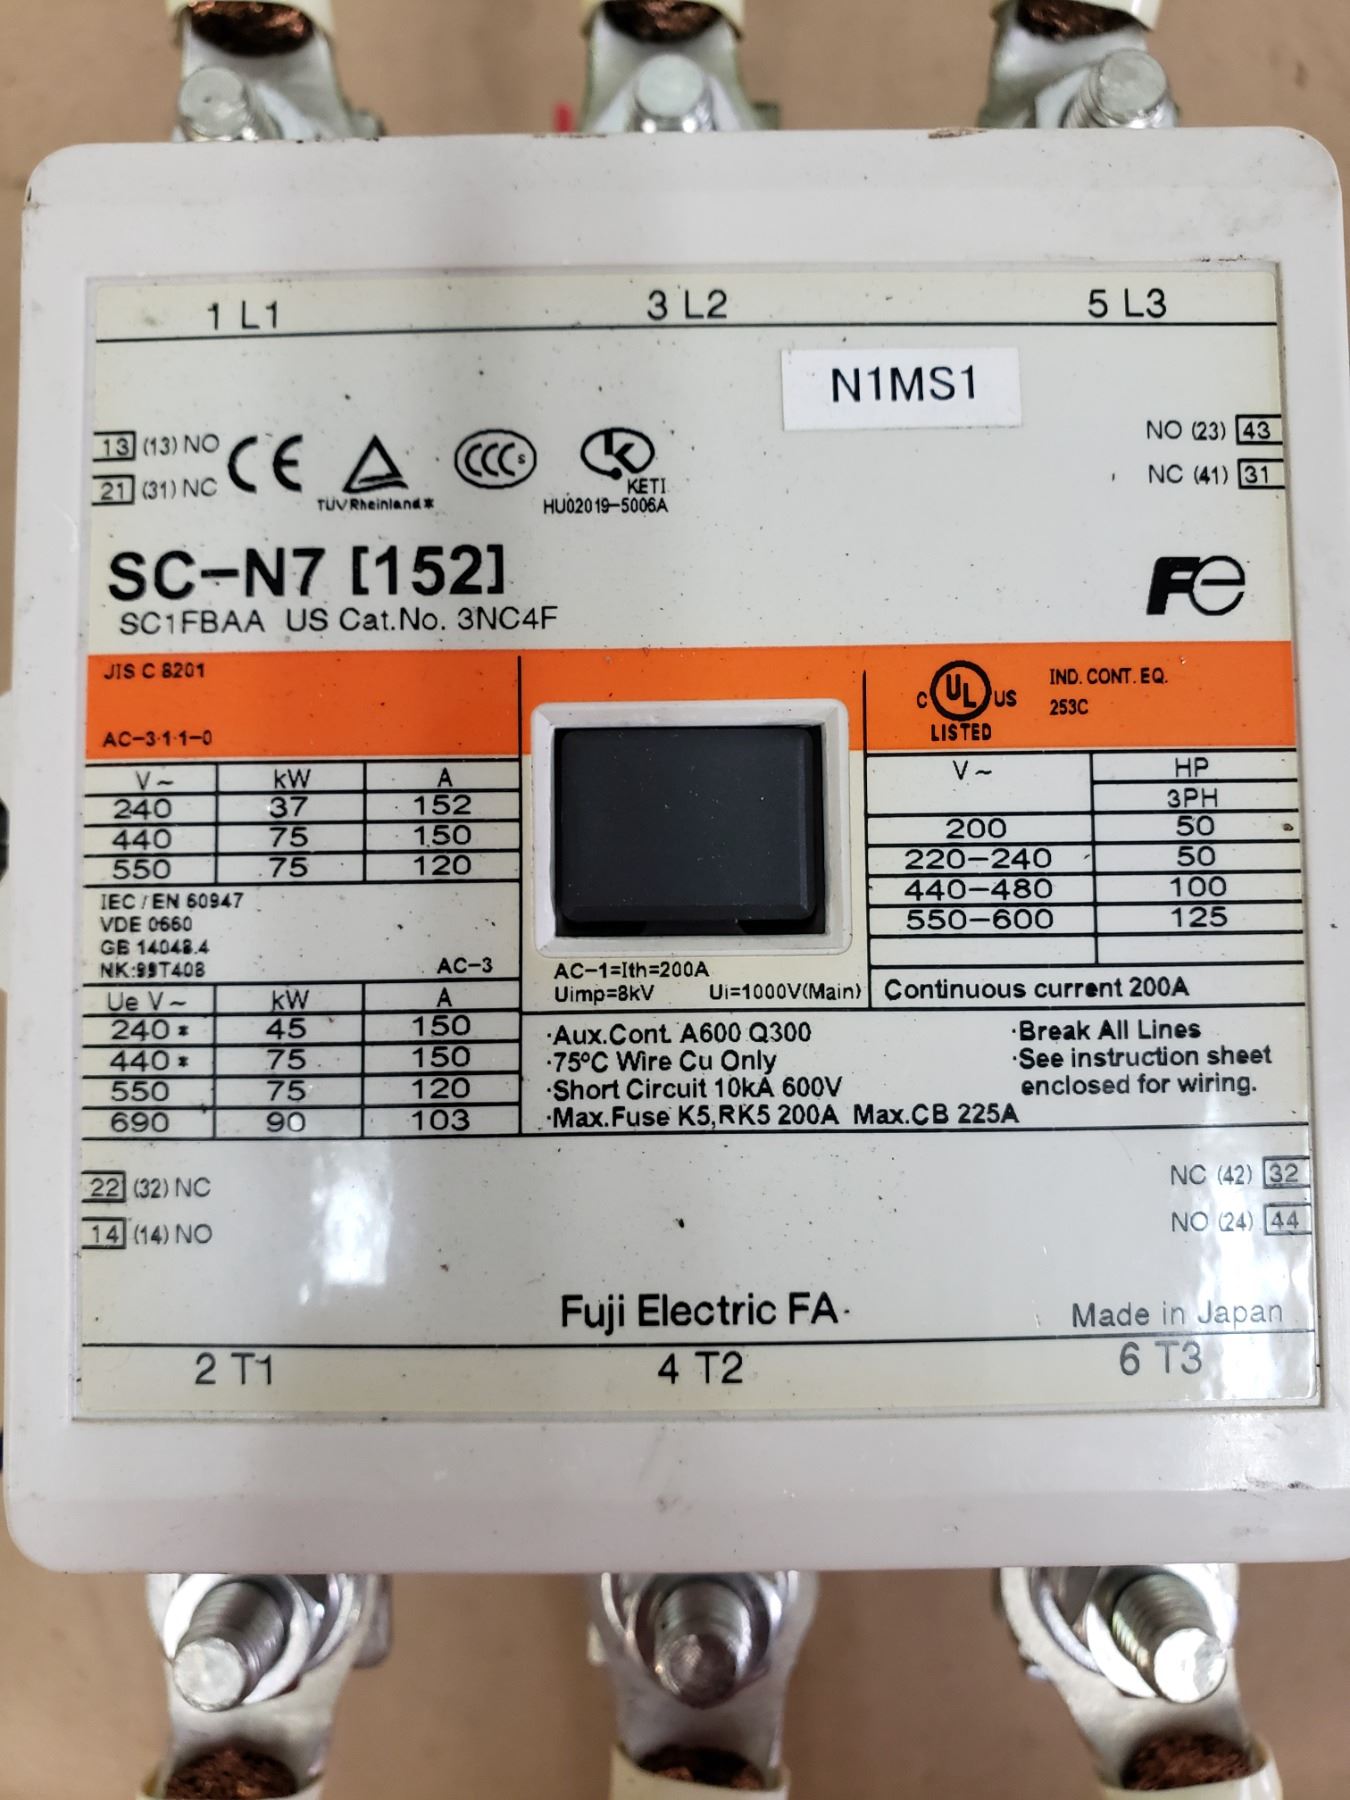 1 L1 3 L2 5 L3
N1MS1
13 (13) NO NO (23) 43
21 (31) NC NC (41) 31
CE TÜVRheinland* CCC S KETI
HU02019-5006A
SC-N7 [152]
Fe
SC1FBAA US Cat.No. 3NC4F
JIS C 8201
AC-3·1·1-0
C UL US IND. CONT. EQ.
LISTED 253C
V~ kW A
240 37 152
440 75 150
550 75 120
IEC/EN 60947
VDE 0660
GB 14048.4
NK:99T408 AC-3
Ue V~ kW A
240* 45 150
440* 75 150
550 75 120
690 90 103
V~ HP
3PH
200 50
220-240 50
440-480 100
550-600 125
AC-1=Ith=200A
Uimp=8kV Ui=1000V(Main)
Continuous current 200A
·Aux.Cont. A600 Q300
·75°C Wire Cu Only
·Short Circuit 10kA 600V
·Max.Fuse K5,RK5 200A Max.CB 225A
·Break All Lines
·See instruction sheet
enclosed for wiring.
22 (32) NC NC (42) 32
14 (14) NO NO (24) 44
Fuji Electric FA· Made in Japan
2 T1 4 T2 6 T3